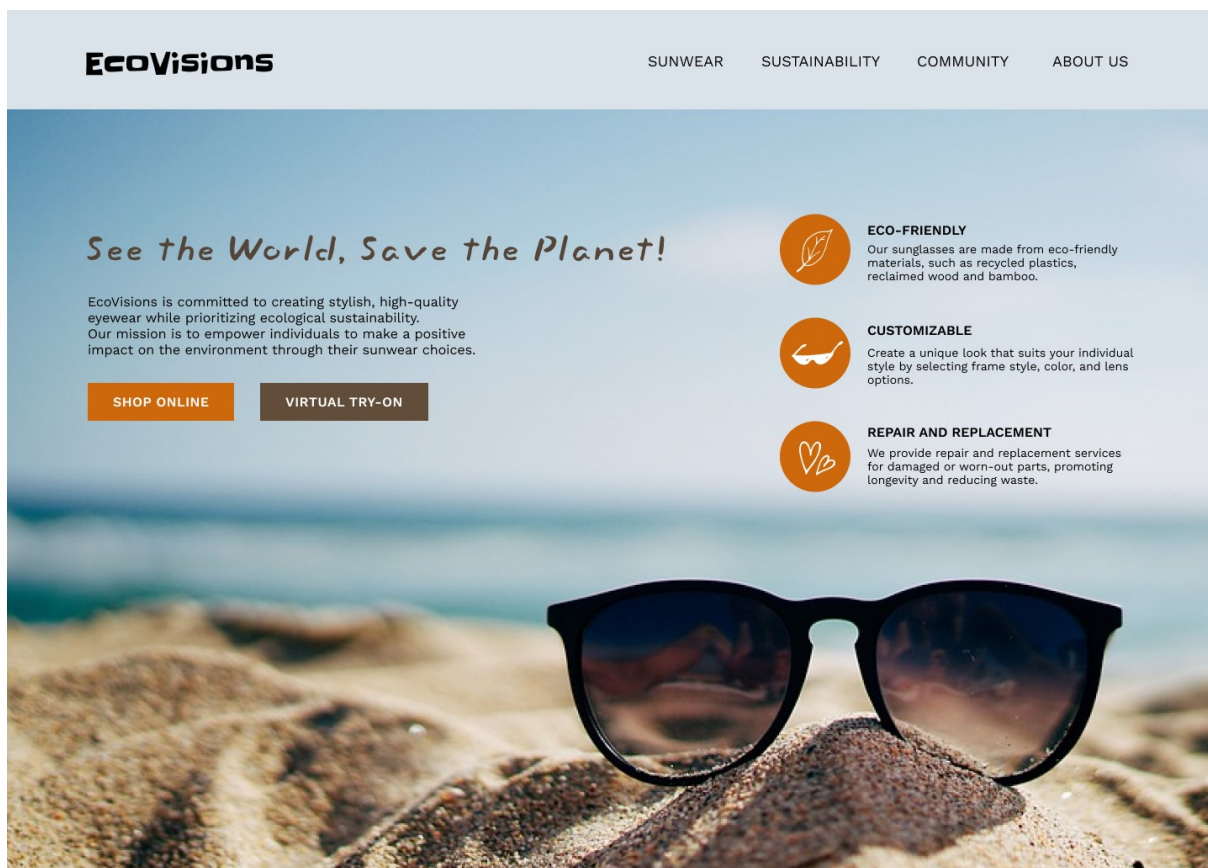 EcoVisions
SUNWEAR SUSTAINABILITY COMMUNITY ABOUT US
See the World, Save the Planet!
EcoVisions is committed to creating stylish, high-quality
eyewear while prioritizing ecological sustainability.
Our mission is to empower individuals to make a positive
impact on the environment through their sunwear choices.
SHOP ONLINE
VIRTUAL TRY-ON
ECO-FRIENDLY
Our sunglasses are made from eco-friendly
materials, such as recycled plastics,
reclaimed wood and bamboo.
CUSTOMIZABLE
Create a unique look that suits your individual
style by selecting frame style, color, and lens
options.
REPAIR AND REPLACEMENT
We provide repair and replacement services
for damaged or worn-out parts, promoting
longevity and reducing waste.